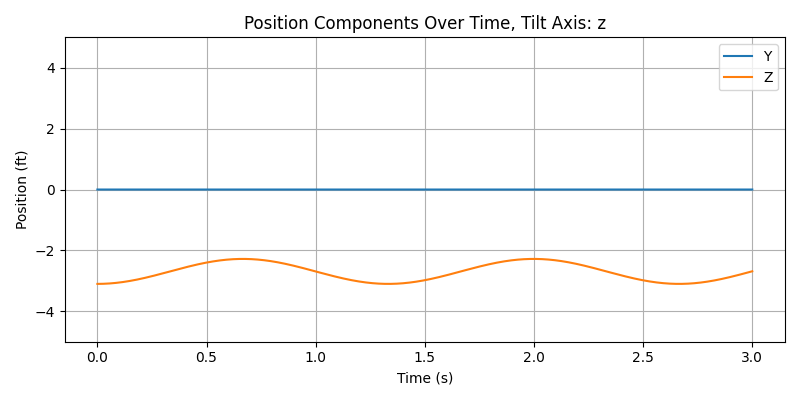 Position Components Over Time, Tilt Axis: z
Y
Z
4
2
0
−2
−4
Position (ft)
0.0 0.5 1.0 1.5 2.0 2.5 3.0
Time (s)